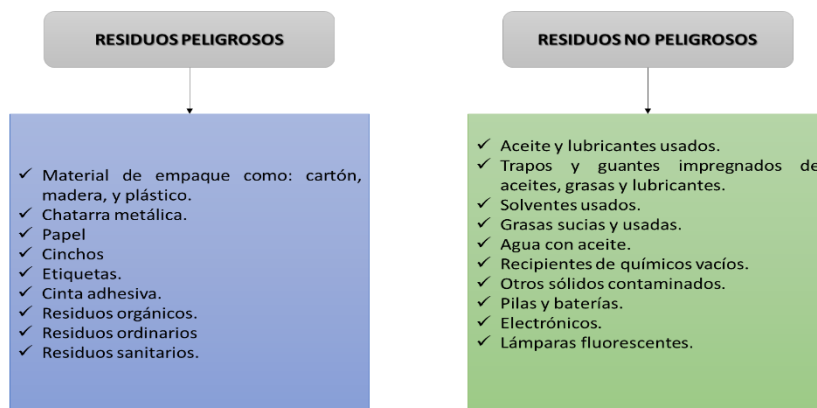 RESIDUOS PELIGROSOS
✓ Material de empaque como: cartón,
madera, y plástico.
✓ Chatarra metálica.
✓ Papel
✓ Cinchos
✓ Etiquetas.
✓ Cinta adhesiva.
✓ Residuos orgánicos.
✓ Residuos ordinarios
✓ Residuos sanitarios.
RESIDUOS NO PELIGROSOS
✓ Aceite y lubricantes usados.
✓ Trapos y guantes impregnados de
aceites, grasas y lubricantes.
✓ Solventes usados.
✓ Grasas sucias y usadas.
✓ Agua con aceite.
✓ Recipientes de químicos vacíos.
✓ Otros sólidos contaminados.
✓ Pilas y baterías.
✓ Electrónicos.
✓ Lámparas fluorescentes.